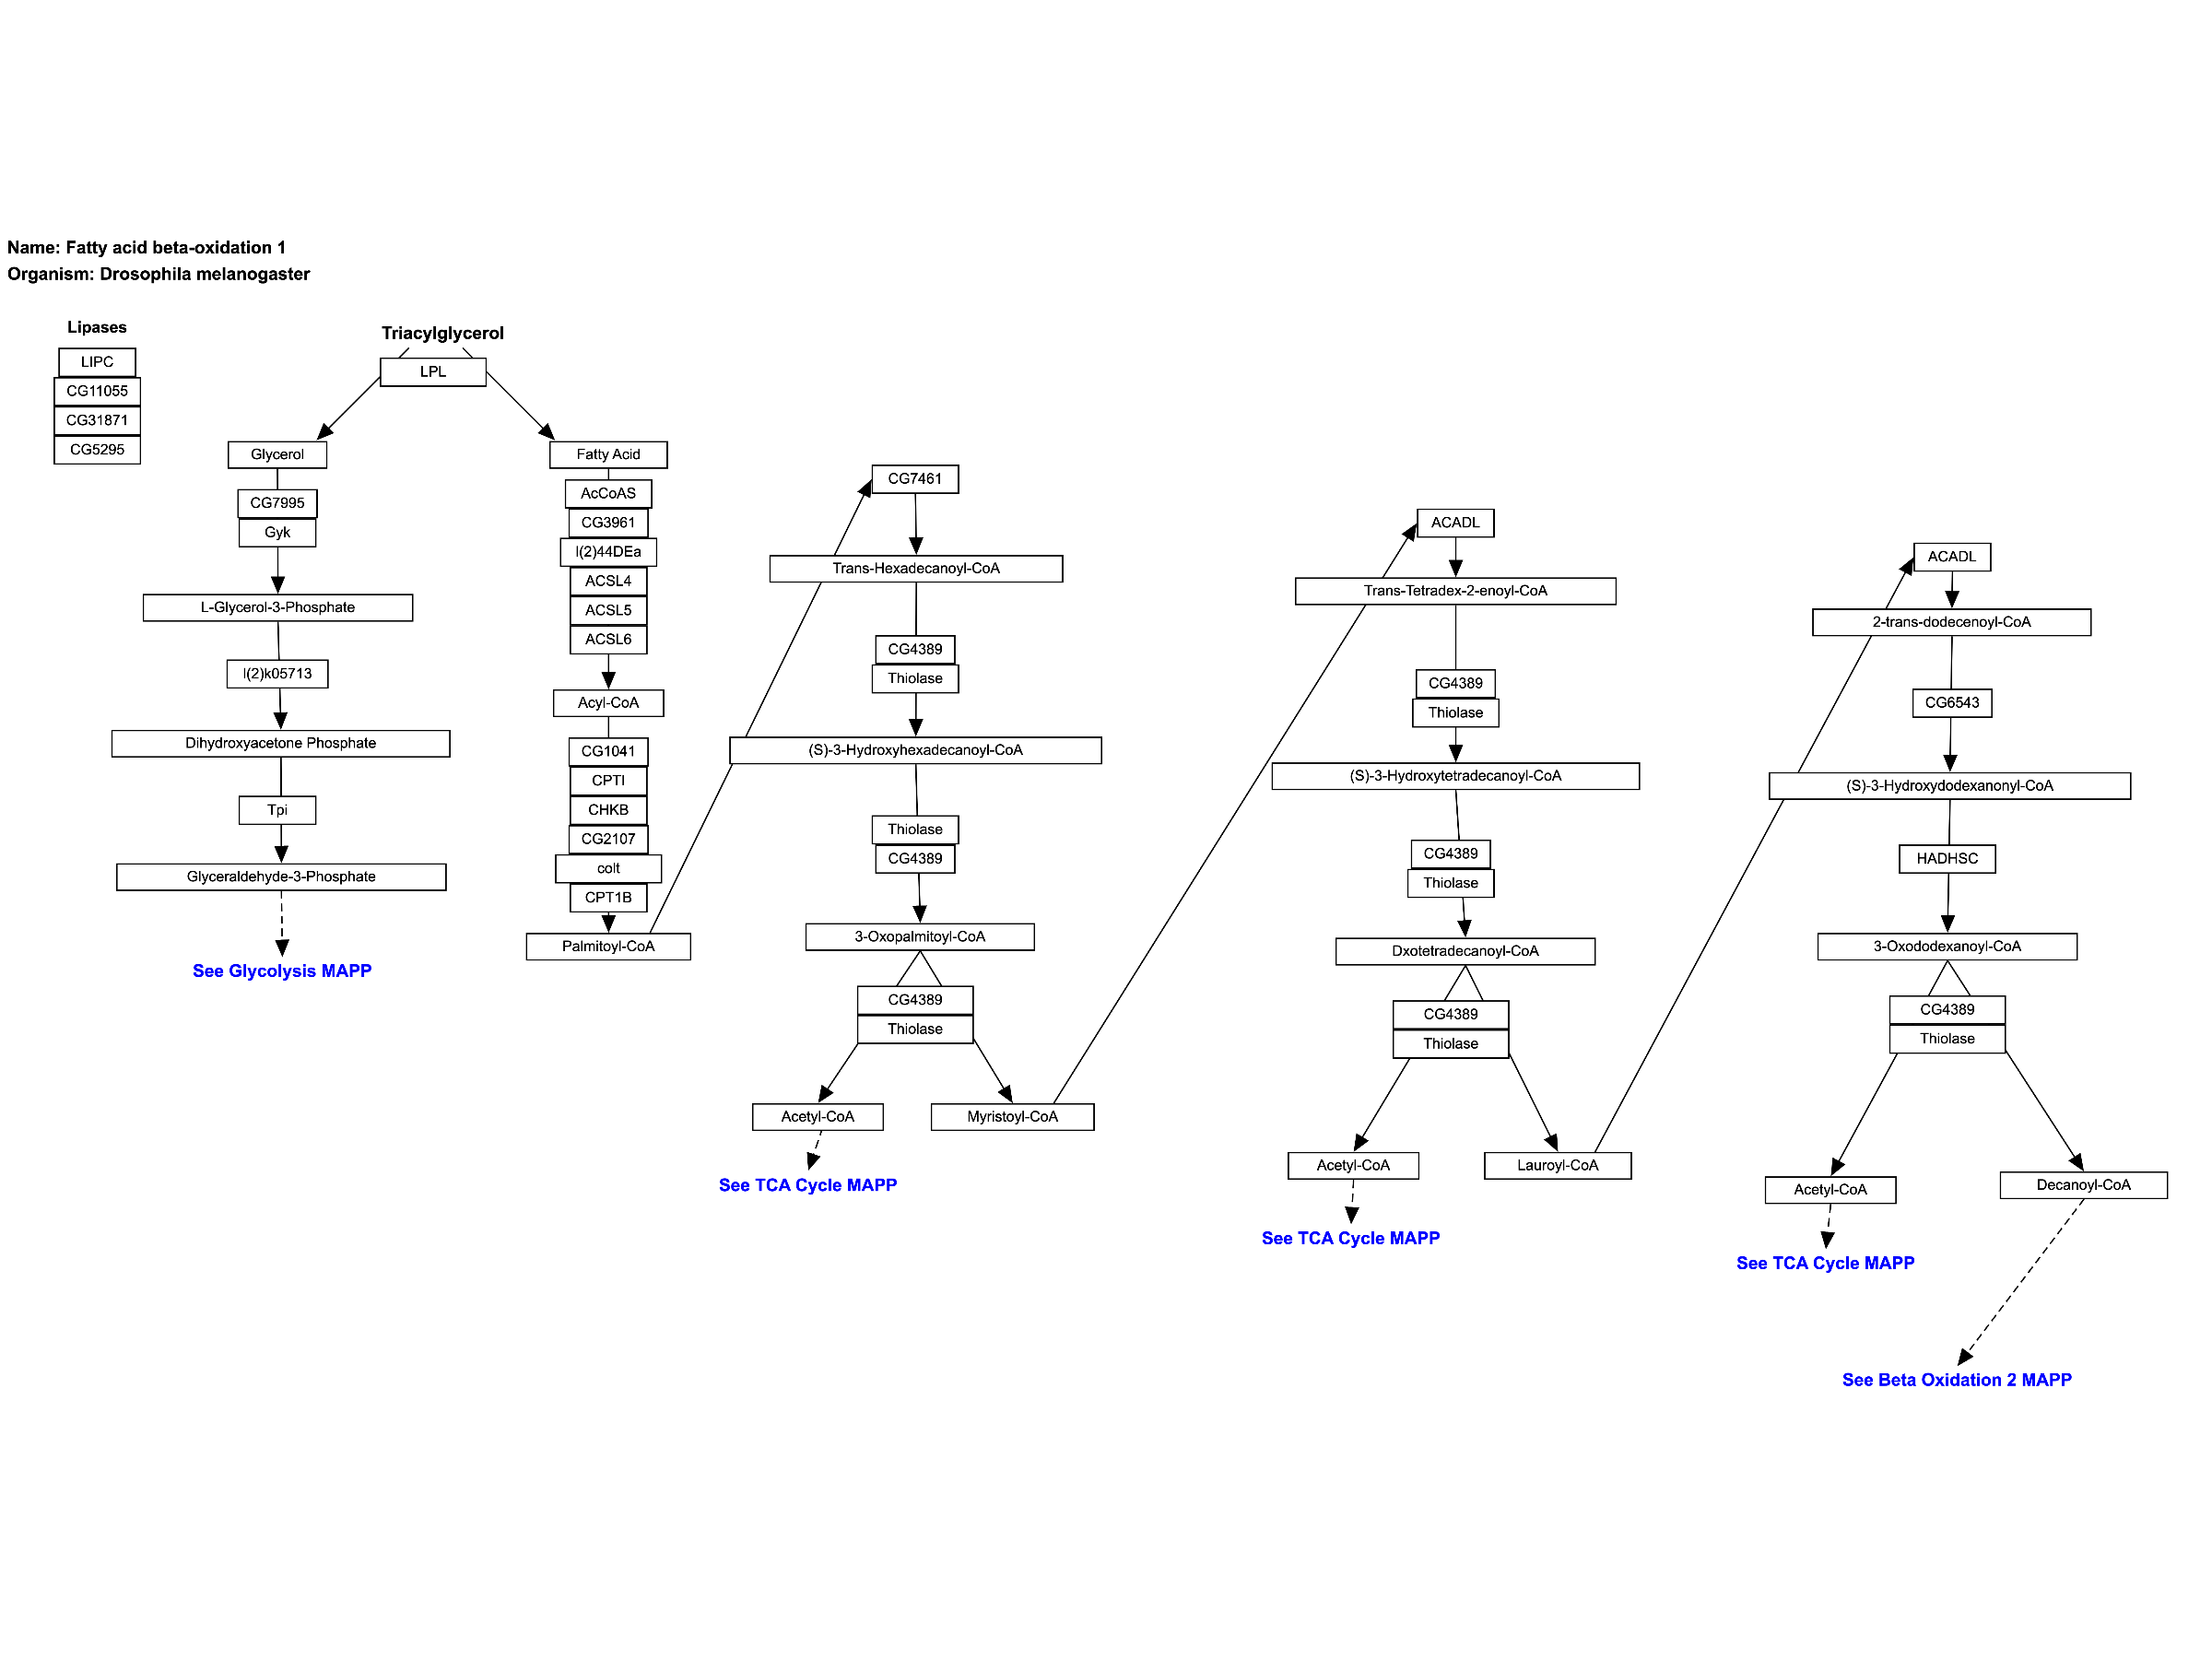 Name: Fatty acid beta-oxidation 1
Organism: Drosophila melanogaster
Lipases
LIPC
CG11055
CG31871
CG5295
Triacylglycerol
LPL
Glycerol
CG7995
Gyk
L-Glycerol-3-Phosphate
l(2)k05713
Dihydroxyacetone Phosphate
Tpi
Glyceraldehyde-3-Phosphate
See Glycolysis MAPP
Fatty Acid
AcCoAS
CG3961
l(2)44DEa
ACSL4
ACSL5
ACSL6
Acyl-CoA
CG1041
CPTI
CHKB
CG2107
colt
CPT1B
Palmitoyl-CoA
CG7461
Trans-Hexadecanoyl-CoA
CG4389
Thiolase
(S)-3-Hydroxyhexadecanoyl-CoA
Thiolase
CG4389
3-Oxopalmitoyl-CoA
CG4389
Thiolase
Acetyl-CoA
Myristoyl-CoA
See TCA Cycle MAPP
ACADL
Trans-Tetradex-2-enoyl-CoA
CG4389
Thiolase
(S)-3-Hydroxytetradecanoyl-CoA
CG4389
Thiolase
Dxotetradecanoyl-CoA
CG4389
Thiolase
Acetyl-CoA
Lauroyl-CoA
See TCA Cycle MAPP
ACADL
2-trans-dodecenoyl-CoA
CG6543
(S)-3-Hydroxydodexanonyl-CoA
HADHSC
3-Oxododexanoyl-CoA
CG4389
Thiolase
Acetyl-CoA
Decanoyl-CoA
See TCA Cycle MAPP
See Beta Oxidation 2 MAPP